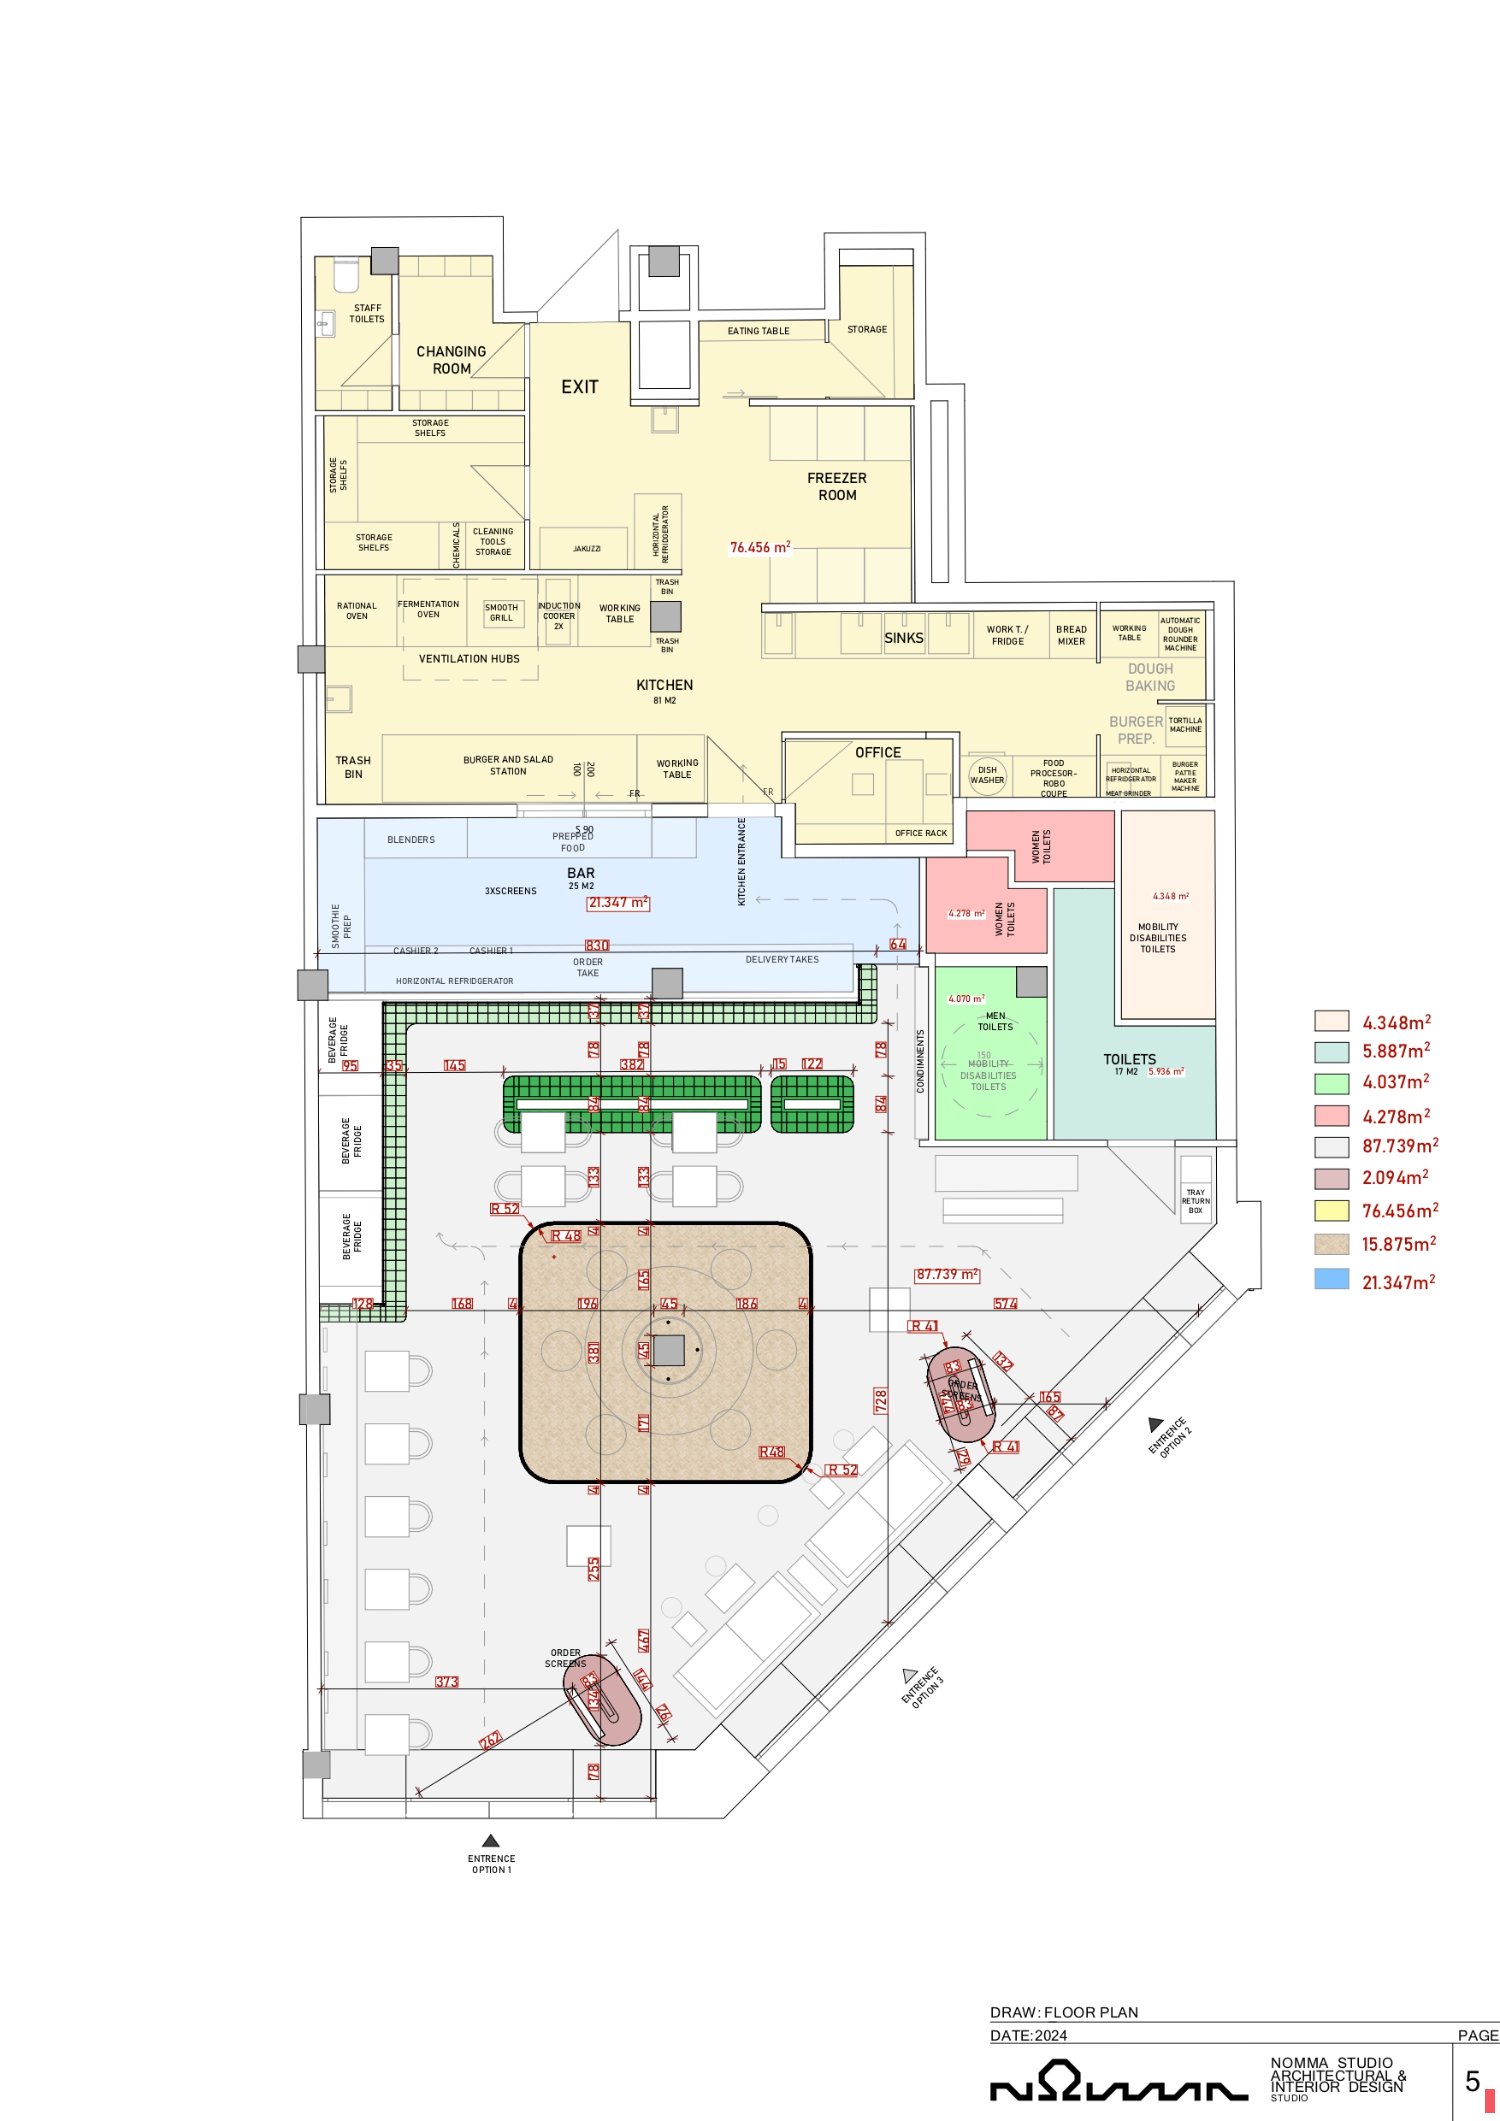 STAFF
TOILETS
CHANGING
ROOM
EXIT
EATING TABLE
STORAGE
STORAGE
SHELFS
STORAGE
SHELFS
STORAGE
SHELFS
CHEMICALS
CLEANING
TOOLS
STORAGE
JAKUZZI
HORIZONTAL
REFRIDGERATOR
FREEZER
ROOM
76.456 m²
RATIONAL
OVEN
FERMENTATION
OVEN
SMOOTH
GRILL
INDUCTION
COOKER
2X
WORKING
TABLE
TRASH
BIN
TRASH
BIN
VENTILATION HUBS
SINKS
WORK T. /
FRIDGE
BREAD
MIXER
WORKING
TABLE
AUTOMATIC
DOUGH
ROUNDER
MACHINE
DOUGH
BAKING
KITCHEN
81 M2
BURGER
PREP.
TORTILLA
MACHINE
TRASH
BIN
BURGER AND SALAD
STATION
100
200
WORKING
TABLE
FR
FR
OFFICE
OFFICE RACK
DISH
WASHER
FOOD
PROCESOR-
ROBO
COUPE
HORIZONTAL
REFRIDGERATOR
MEAT GRINDER
BURGER
PATTIE
MAKER
MACHINE
BLENDERS
S 90
PREPPED
FOOD
BAR
25 M2
3XSCREENS
21.347 m²
KITCHEN ENTRANCE
SMOOTHIE
PREP
CASHIER 2
CASHIER 1
830
64
ORDER
TAKE
DELIVERY TAKES
HORIZONTAL REFRIDGERATOR
WOMEN
TOILETS
4.278 m²
WOMEN
TOILETS
4.348 m²
MOBILITY
DISABILITIES
TOILETS
4.070 m²
MEN
TOILETS
150
MOBILITY
DISABILITIES
TOILETS
TOILETS
17 M2
5.936 m²
CONDIMNENTS
BEVERAGE
FRIDGE
BEVERAGE
FRIDGE
BEVERAGE
FRIDGE
37
37
78
78
78
95
35
145
382
15
122
84
84
84
133
133
R 52
R 48
4
4
TRAY
RETURN
BOX
87.739 m²
165
128
168
4
196
45
186
4
574
381
45
171
728
R 41
132
83
ORDER
SCREENS
144
83
165
87
R 41
29
R48
R 52
4
4
ENTRENCE
OPTION 2
255
467
ORDER
SCREENS
373
83
134
144
26
262
78
ENTRENCE
OPTION 3
ENTRENCE
OPTION 1
4.348m²
5.887m²
4.037m²
4.278m²
87.739m²
2.094m²
76.456m²
15.875m²
21.347m²
DRAW: FLOOR PLAN
DATE:2024
PAGE
NOMMA STUDIO
ARCHITECTURAL &
INTERIOR DESIGN
STUDIO
5